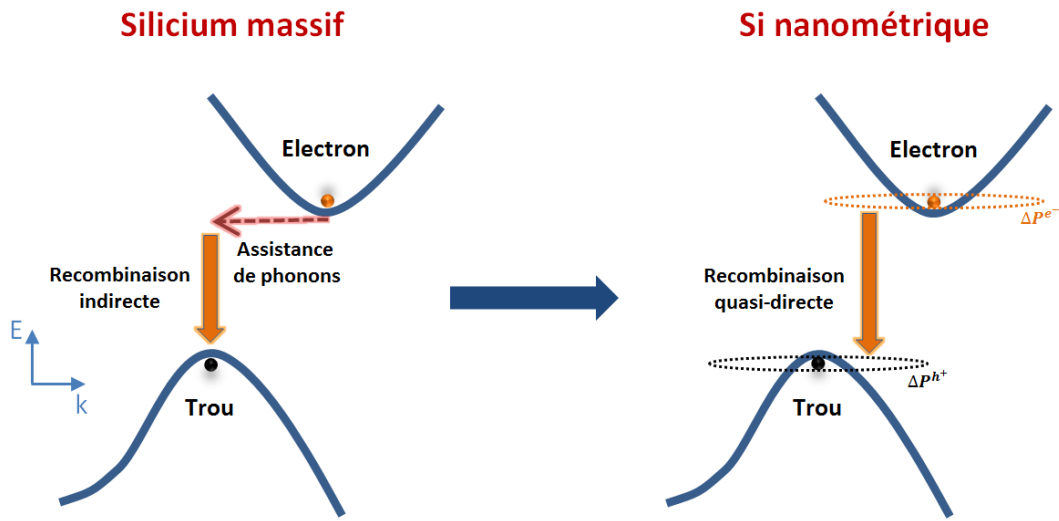 Silicium massif
Electron
Assistance
de phonons
Recombinaison
indirecte
E
k
Trou
Si nanométrique
Electron
ΔP^{e^-}
Recombinaison
quasi-directe
ΔP^{h^+}
Trou